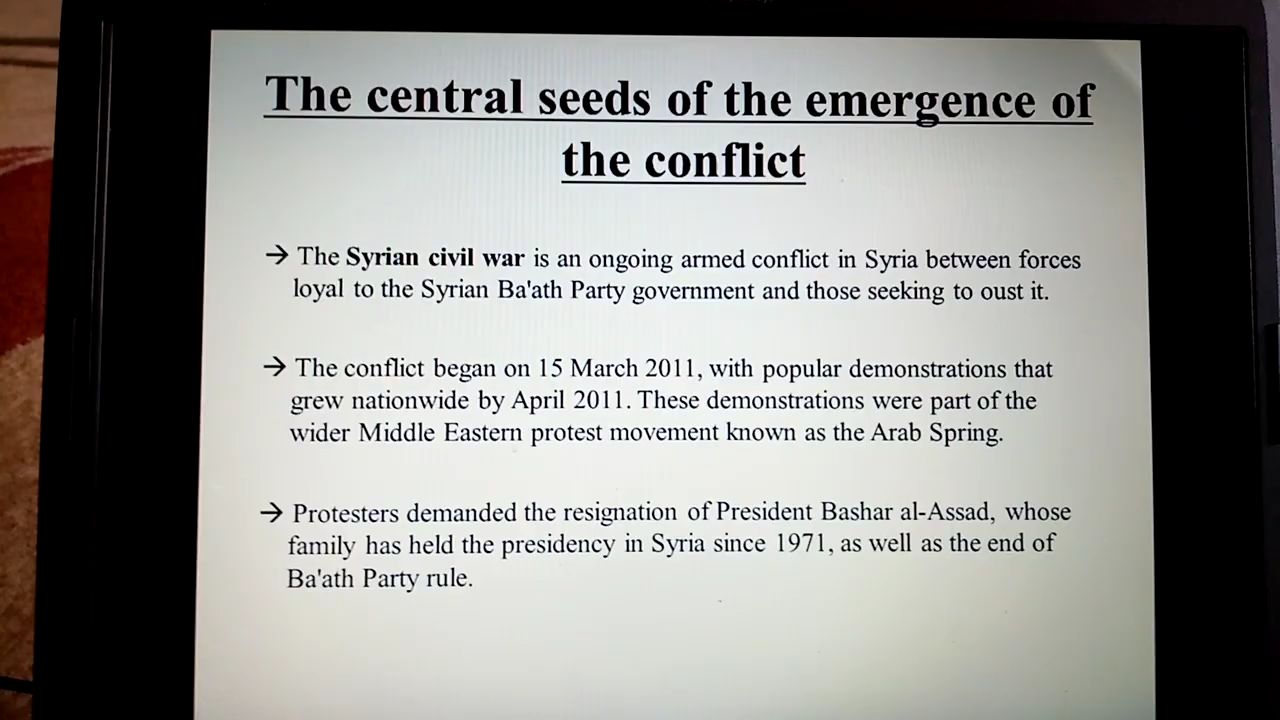 The central seeds of the emergence of
the conflict
→ The Syrian civil war is an ongoing armed conflict in Syria between forces
loyal to the Syrian Ba'ath Party government and those seeking to oust it.
→ The conflict began on 15 March 2011, with popular demonstrations that
grew nationwide by April 2011. These demonstrations were part of the
wider Middle Eastern protest movement known as the Arab Spring.
→ Protesters demanded the resignation of President Bashar al-Assad, whose
family has held the presidency in Syria since 1971, as well as the end of
Ba'ath Party rule.